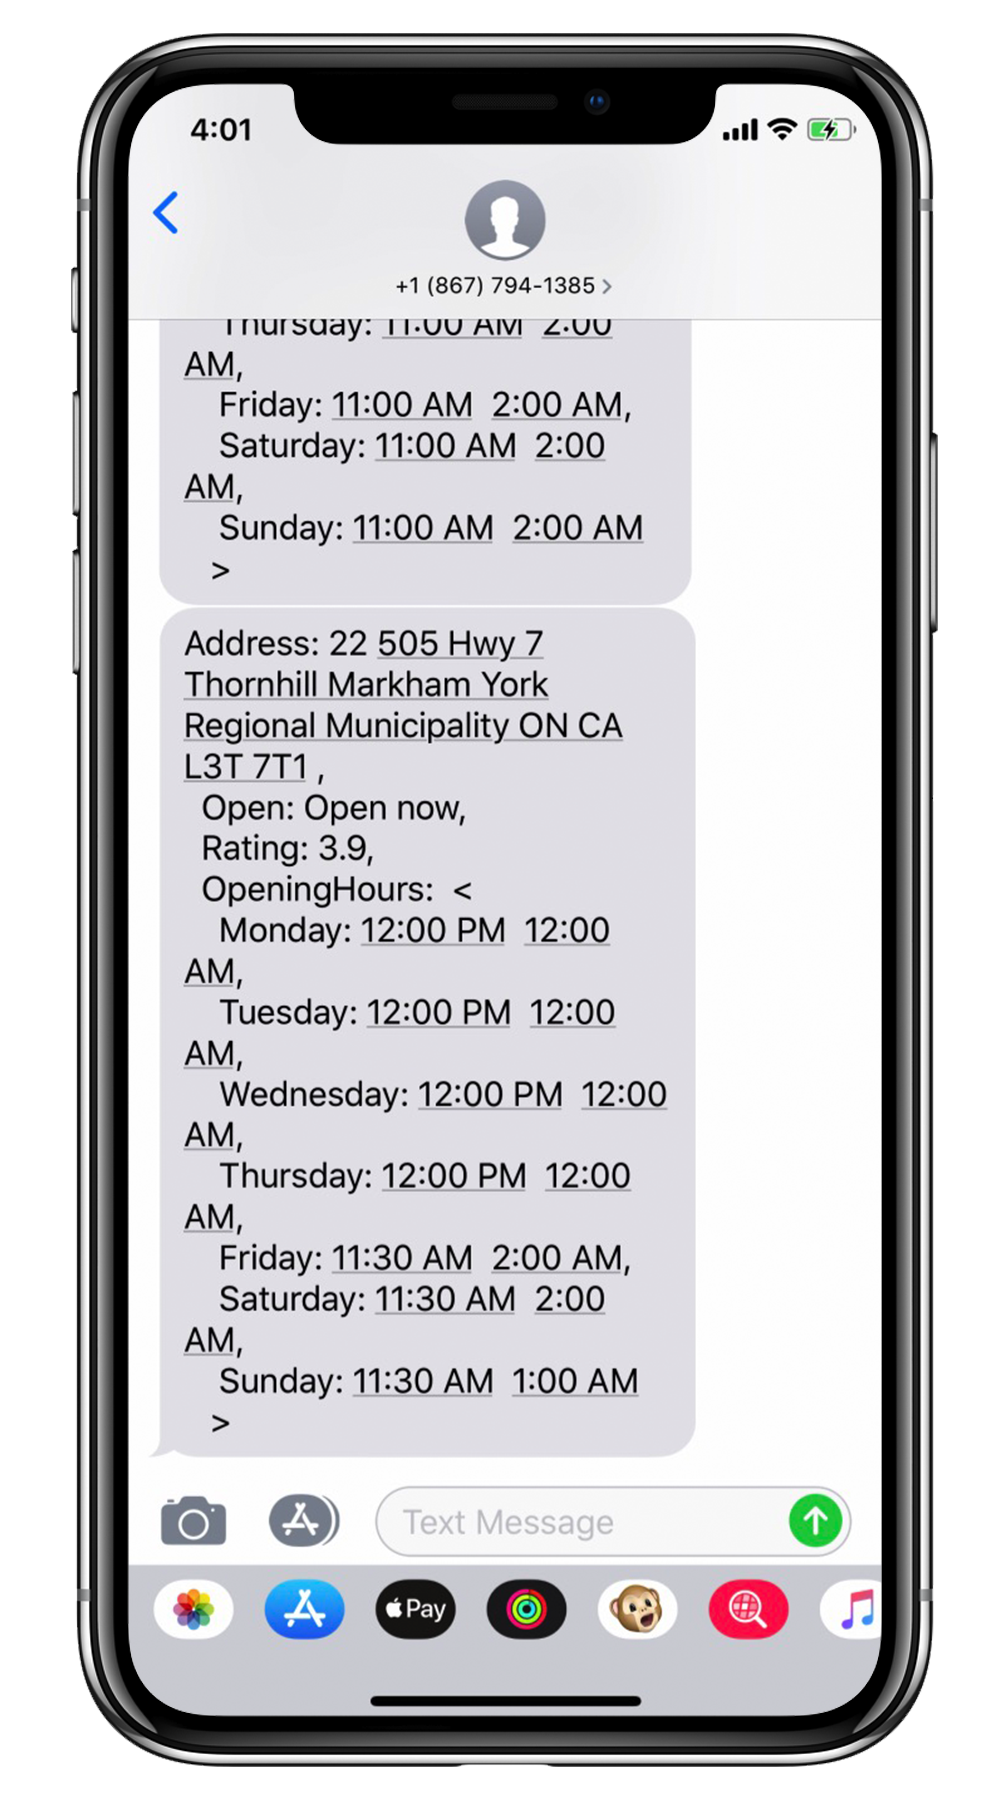 4:01
+1 (867) 794-1385 >
Thursday: 11:00 AM  2:00
AM,
Friday: 11:00 AM  2:00 AM,
Saturday: 11:00 AM  2:00
AM,
Sunday: 11:00 AM  2:00 AM
>
Address: 22 505 Hwy 7
Thornhill Markham York
Regional Municipality ON CA
L3T 7T1 ,
Open: Open now,
Rating: 3.9,
OpeningHours:  <
Monday: 12:00 PM  12:00
AM,
Tuesday: 12:00 PM  12:00
AM,
Wednesday: 12:00 PM  12:00
AM,
Thursday: 12:00 PM  12:00
AM,
Friday: 11:30 AM  2:00 AM,
Saturday: 11:30 AM  2:00
AM,
Sunday: 11:30 AM  1:00 AM
>
Text Message
Pay